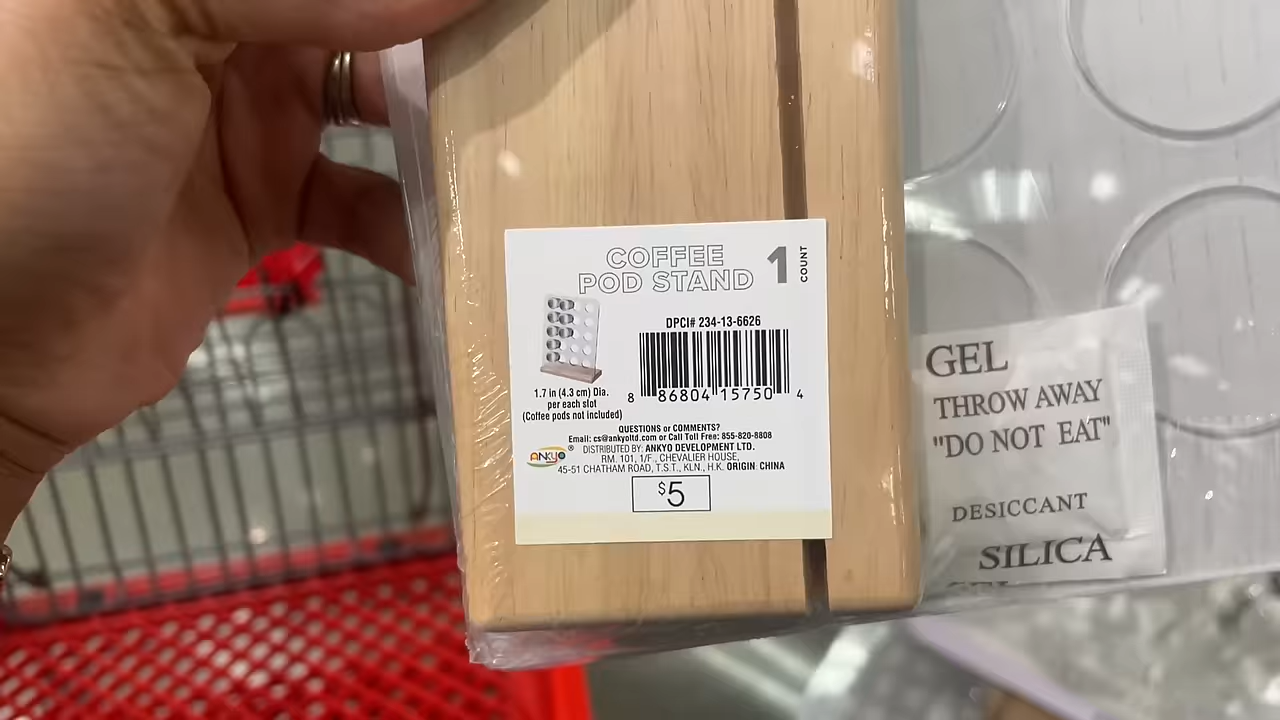 COFFEE
POD STAND
1
COUNT
DPCI# 234-13-6626
8 86804 15750 4
1.7 in (4.3 cm) Dia.
per each slot
(Coffee pods not included)
QUESTIONS or COMMENTS?
Email: cs@ankyoltd.com or Call Toll Free: 855-820-8808
ANKYO®
DISTRIBUTED BY: ANKYO DEVELOPMENT LTD.
RM. 101, 1/F., CHEVALIER HOUSE,
45-51 CHATHAM ROAD, T.S.T., KLN., H.K. ORIGIN: CHINA
$5
GEL
THROW AWAY
"DO NOT EAT"
DESICCANT
SILICA